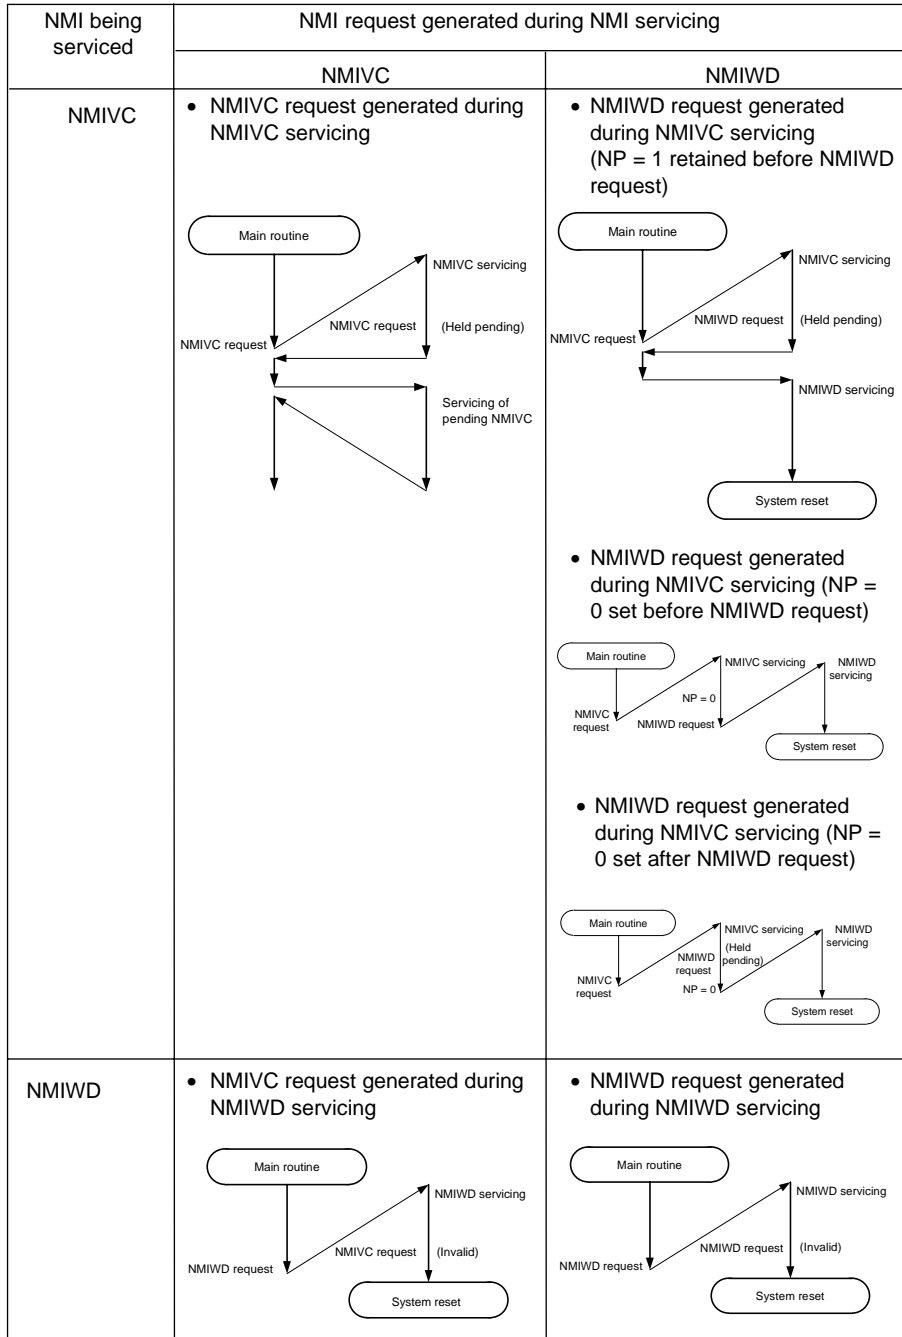 NMI being
serviced
NMI request generated during NMI servicing
NMIVC
NMIWD
NMIVC
• NMIVC request generated during
NMIVC servicing
Main routine
NMIVC servicing
NMIVC request
(Held pending)
NMIVC request
Servicing of
pending NMIVC
• NMIWD request generated
during NMIVC servicing
(NP = 1 retained before NMIWD
request)
Main routine
NMIVC servicing
NMIWD request
(Held pending)
NMIVC request
NMIWD servicing
System reset
• NMIWD request generated
during NMIVC servicing (NP =
0 set before NMIWD request)
Main routine
NMIVC servicing
NMIWD
servicing
NP = 0
NMIVC
request
NMIWD request
System reset
• NMIWD request generated
during NMIVC servicing (NP =
0 set after NMIWD request)
Main routine
NMIVC servicing
NMIWD
servicing
(Held
pending)
NMIWD
request
NMIVC
request
NP = 0
System reset
NMIWD
• NMIVC request generated during
NMIWD servicing
Main routine
NMIWD servicing
NMIVC request
(Invalid)
NMIWD request
System reset
• NMIWD request generated
during NMIWD servicing
Main routine
NMIWD servicing
NMIWD request
(Invalid)
NMIWD request
System reset